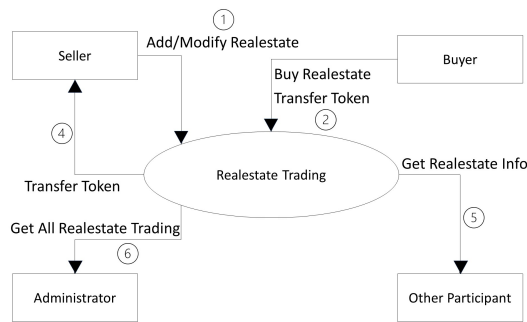 1
Add/Modify Realestate
Seller
Buyer
Buy Realestate
Transfer Token
2
4
Realestate Trading
Get Realestate Info
Transfer Token
5
Get All Realestate Trading
6
Administrator
Other Participant